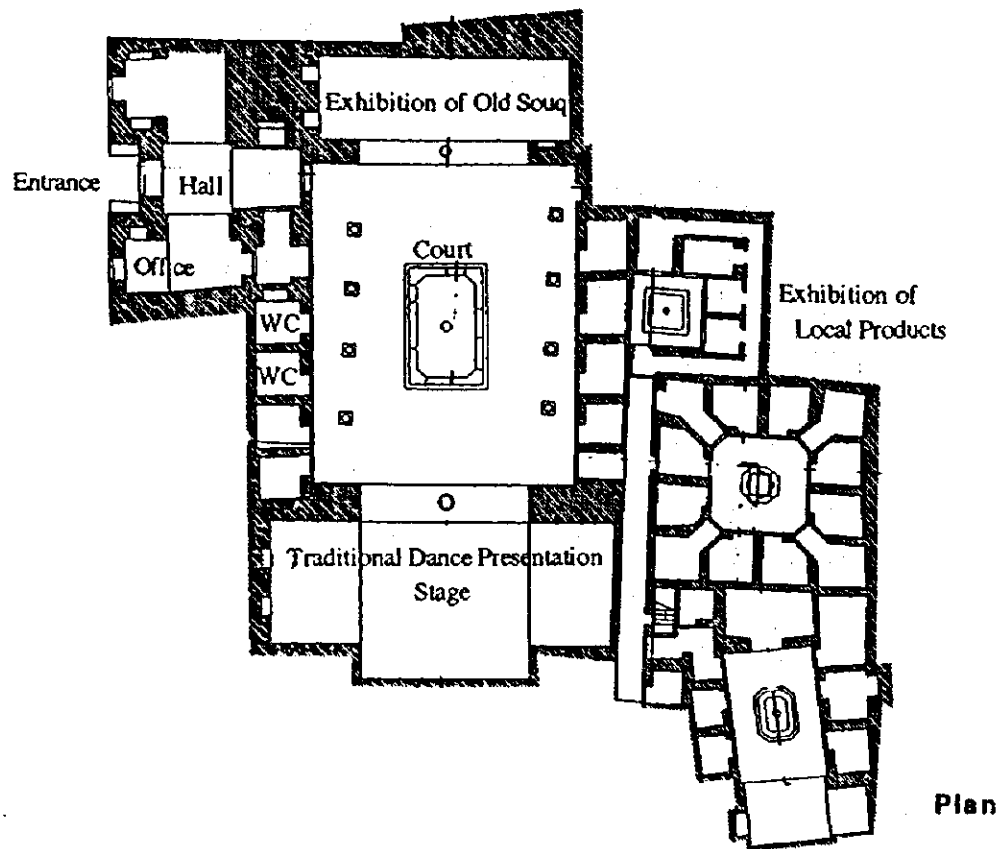 Exhibition of Old Souq
Entrance
Hall
Court
Office
Exhibition of
Local Products
WC
WC
Traditional Dance Presentation
Stage
Plan